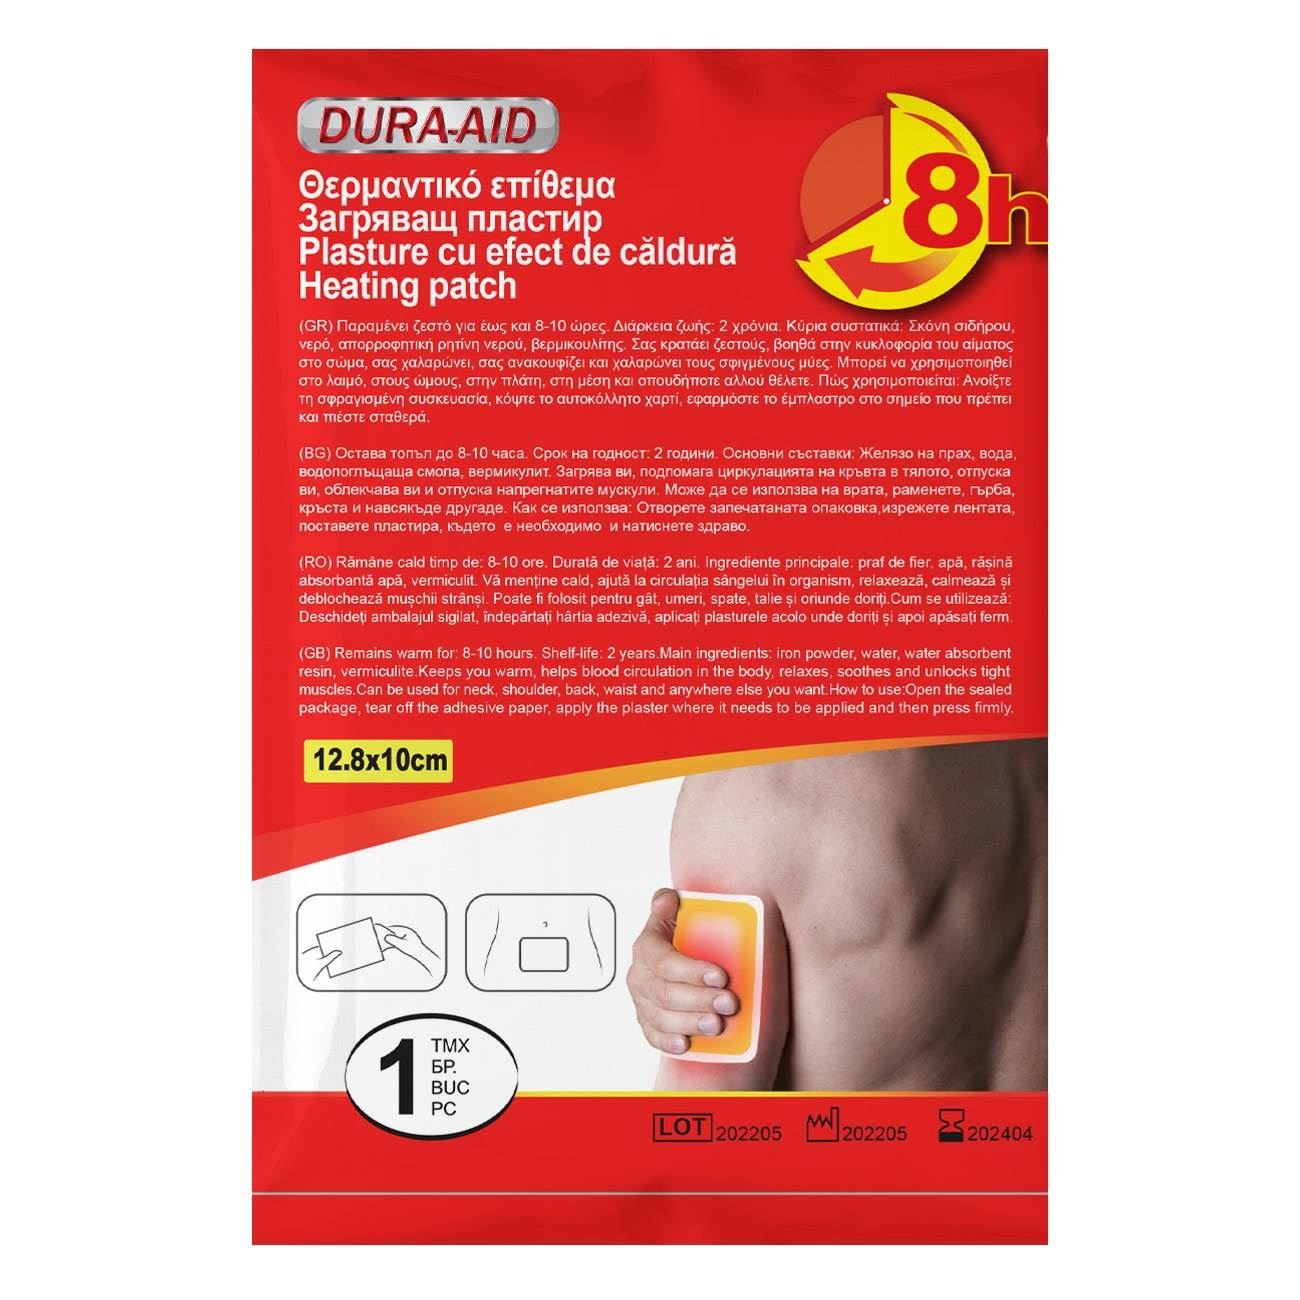 DURA-AID
Θερμαντικό επίθεμα
Загряващ пластир
Plasture cu efect de căldură
Heating patch
8h
(GR) Παραμένει ζεστό για έως και 8-10 ώρες. Διάρκεια ζωής: 2 χρόνια. Κύρια συστατικά: Σκόνη σιδήρου,
νερό, απορροφητική ρητίνη νερού, βερμικουλίτης. Σας κρατάει ζεστούς, βοηθά στην κυκλοφορία του αίματος
στο σώμα, σας χαλαρώνει, σας ανακουφίζει και χαλαρώνει τους σφιγμένους μύες. Μπορεί να χρησιμοποιηθεί
στο λαιμό, στους ώμους, στην πλάτη, στη μέση και οπουδήποτε αλλού θέλετε. Πώς χρησιμοποιείται: Ανοίξτε
τη σφραγισμένη συσκευασία, κόψτε το αυτοκόλλητο χαρτί, εφαρμόστε το έμπλαστρο στο σημείο που πρέπει
και πιέστε σταθερά.
(BG) Остава топъл до 8-10 часа. Срок на годност: 2 години. Основни съставки: Желязо на прах, вода,
водопоглъщаща смола, вермикулит. Загрява ви, подпомага циркулацията на кръвта в тялото, отпуска
ви, облекчава ви и отпуска напрегнатите мускули. Може да се използва на врата, раменете, гърба,
кръста и навсякъде другаде. Как се използва: Отворете запечатаната опаковка,изрежете лентата,
поставете пластира, където е необходимо и натиснете здраво.
(RO) Rămâne cald timp de: 8-10 ore. Durată de viață: 2 ani. Ingrediente principale: praf de fier, apă, rășină
absorbantă apă, vermiculit. Vă menține cald, ajută la circulația sângelui în organism, relaxează, calmează și
deblochează mușchii strânși. Poate fi folosit pentru gât, umeri, spate, talie și oriunde doriți.Cum se utilizează:
Deschideți ambalajul sigilat, îndepărtați hârtia adezivă, aplicați plasturele acolo unde doriți și apoi apăsați ferm.
(GB) Remains warm for: 8-10 hours. Shelf-life: 2 years.Main ingredients: iron powder, water, water absorbent
resin, vermiculite.Keeps you warm, helps blood circulation in the body, relaxes, soothes and unlocks tight
muscles.Can be used for neck, shoulder, back, waist and anywhere else you want.How to use:Open the sealed
package, tear off the adhesive paper, apply the plaster where it needs to be applied and then press firmly.
12.8x10cm
1
ΤΜΧ
БР.
BUC
PC
LOT 202205
202205
202404